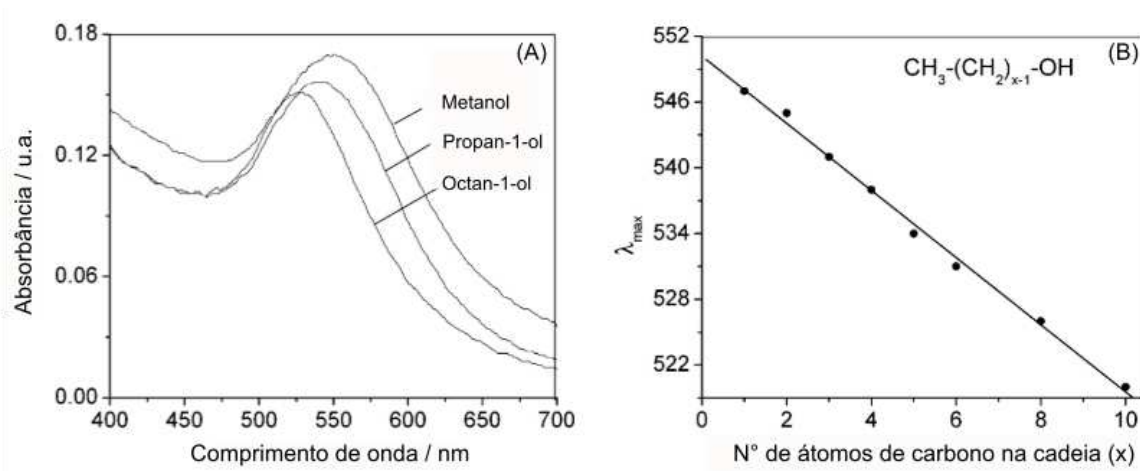 0.18
0.12
0.06
0.00
400 450 500 550 600 650 700
Absorbância / u.a.
Comprimento de onda / nm
(A)
Metanol
Propan-1-ol
Octan-1-ol
552
546
540
534
528
522
0 2 4 6 8 10
λmax
N° de átomos de carbono na cadeia (x)
(B)
CH₃-(CH₂)ₓ₋₁-OH